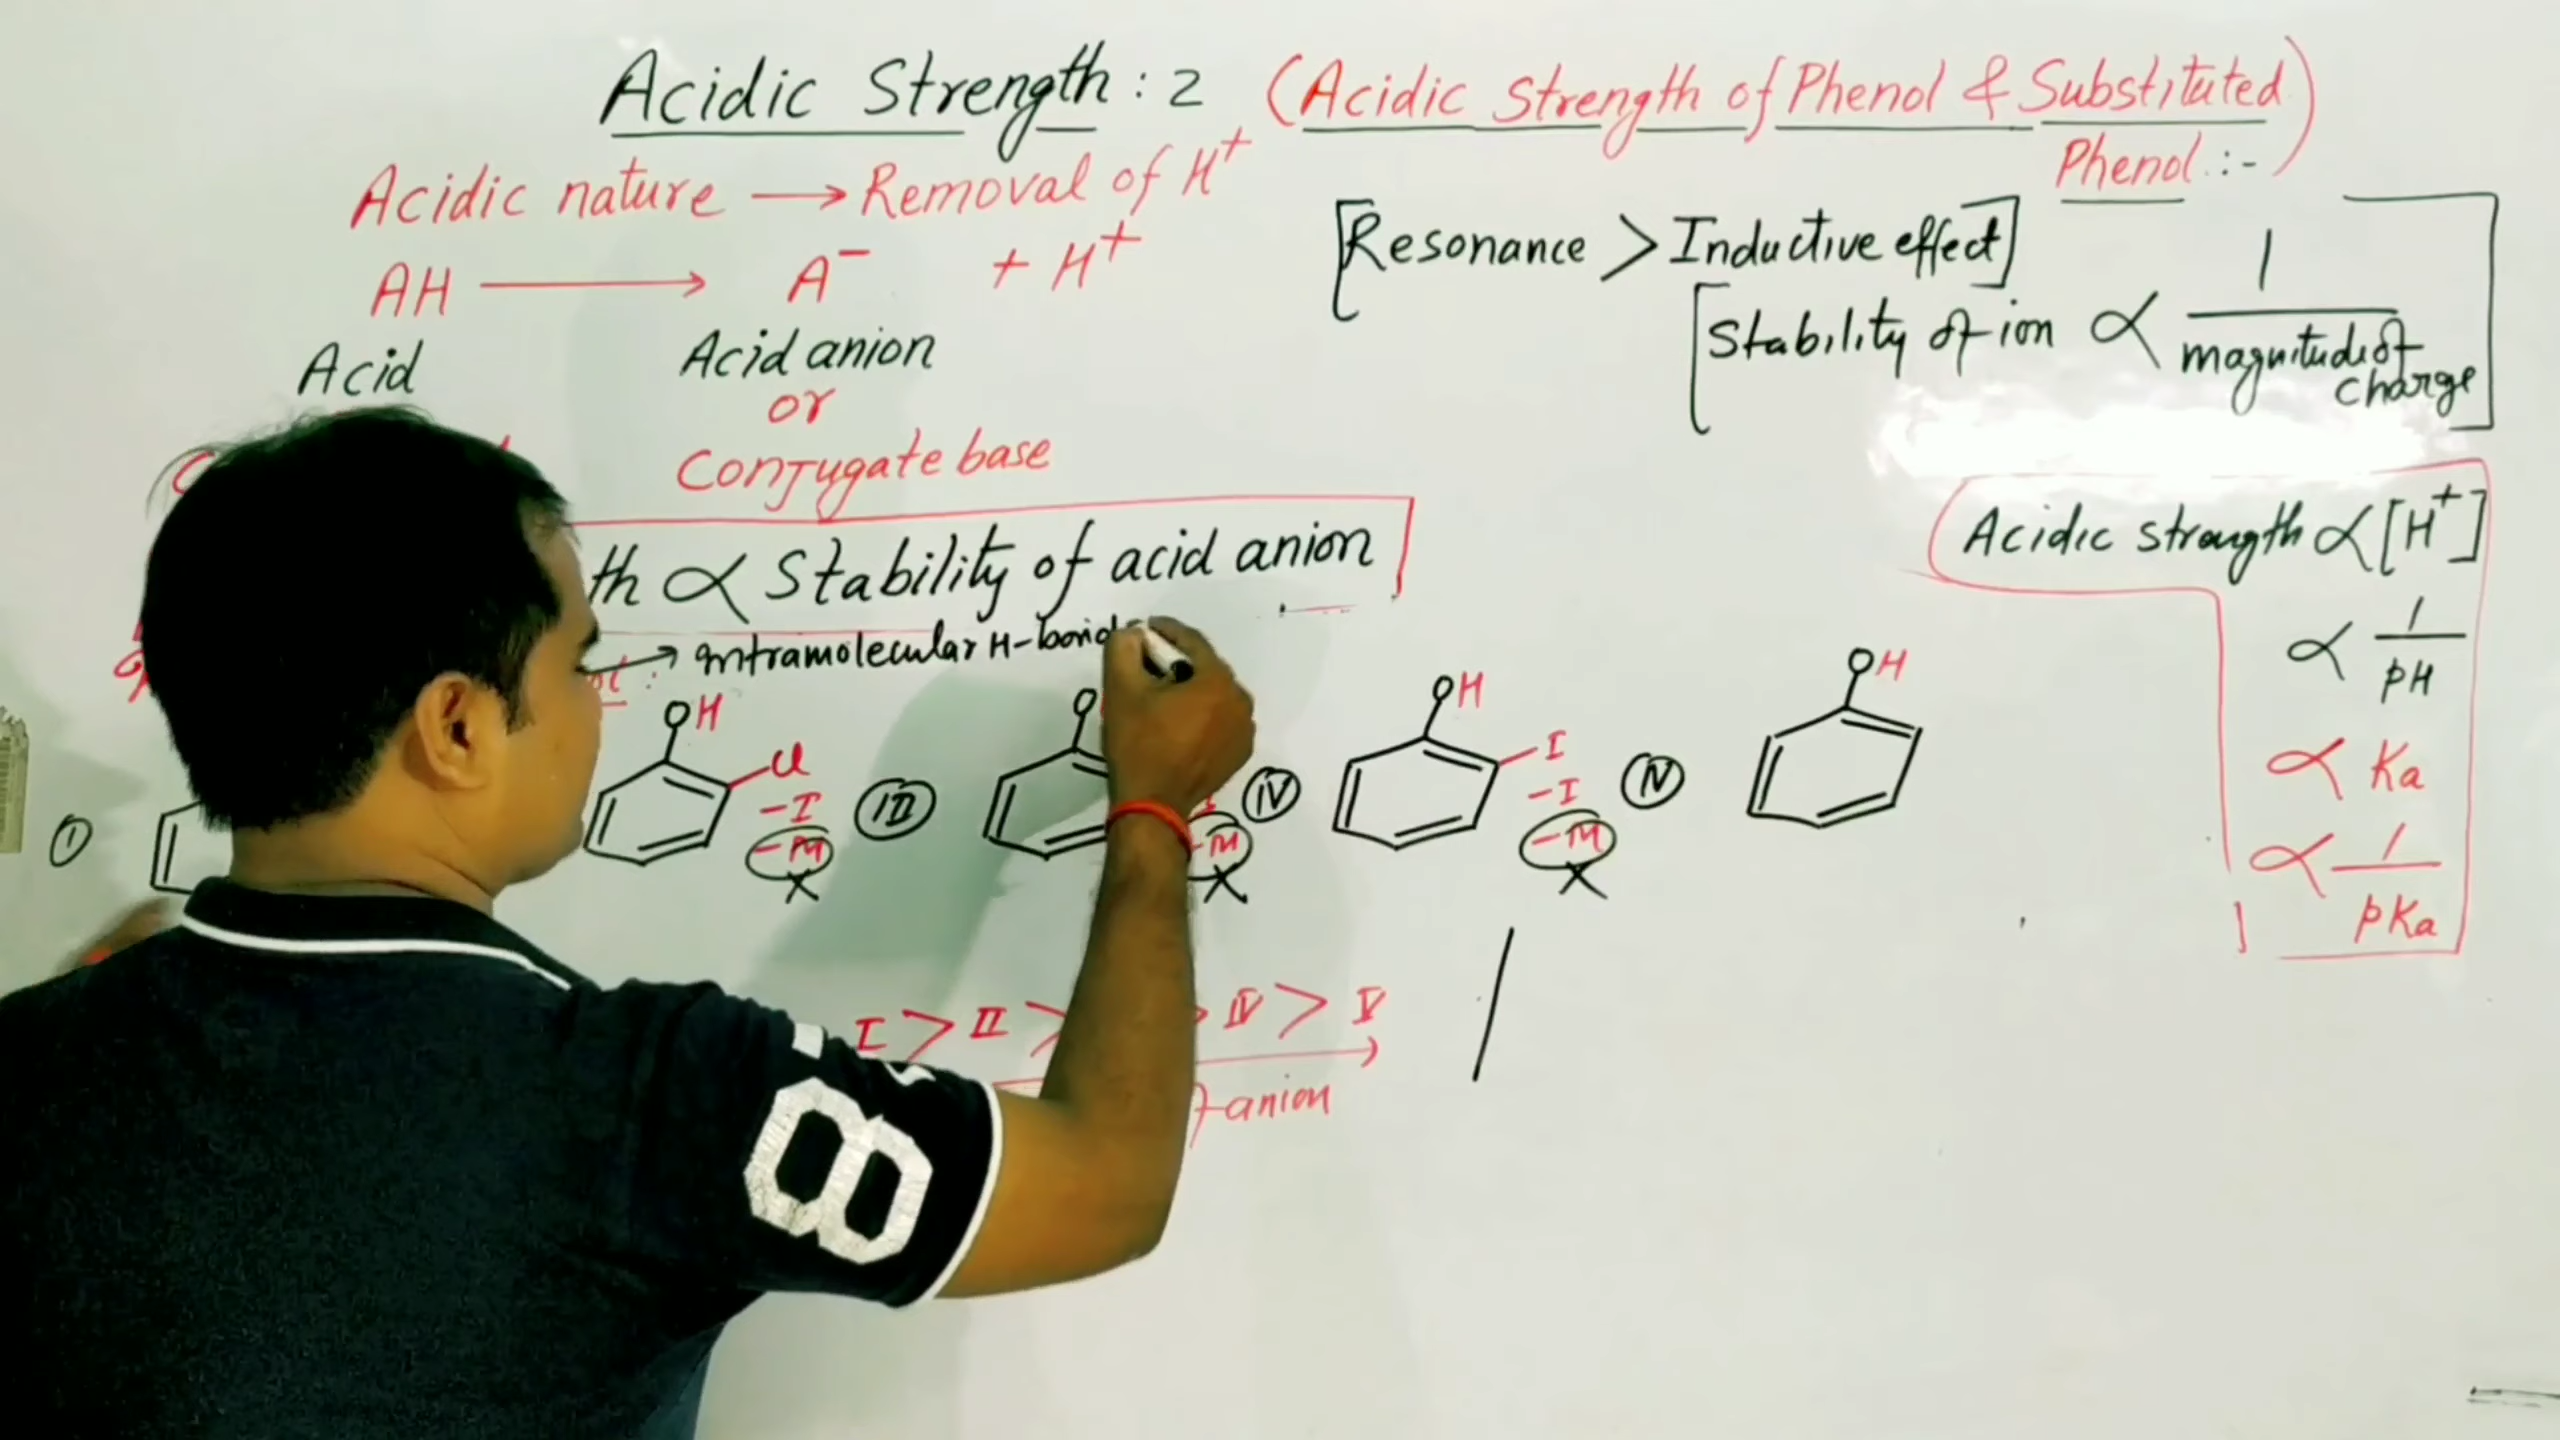 Acidic Strength : 2 (Acidic Strength of Phenol & Substituted
Phenol :-)
Acidic nature → Removal of H⁺
[Resonance > Inductive effect]
AH → A⁻ + H⁺
[Stability of ion ∝ 1
magnitude of
charge]
Acid
Acid anion
or
Conjugate base
th ∝ Stability of acid anion
Acidic strength ∝ [H⁺]
∝ 1/pH
∝ Ka
∝ 1/pKa
→ Intramolecular H-bond
OH
OH
OH
O
I
Cl
-I
-M
X
III
-M
X
IV
I
-I
-M
X
IV
I > II > > IV > V
anion
8